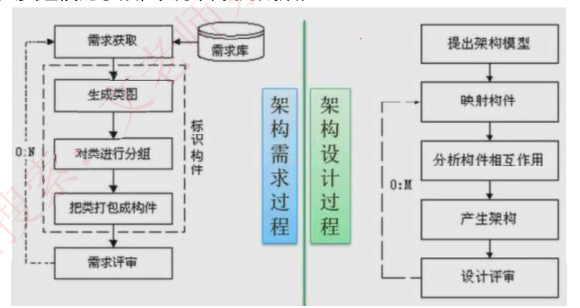 需求获取
需求库
生成类图
对类进行分组
把类打包成构件
需求评审
标识构件
0:N
架构需求过程
架构设计过程
提出架构模型
映射构件
分析构件相互作用
产生架构
设计评审
0:M